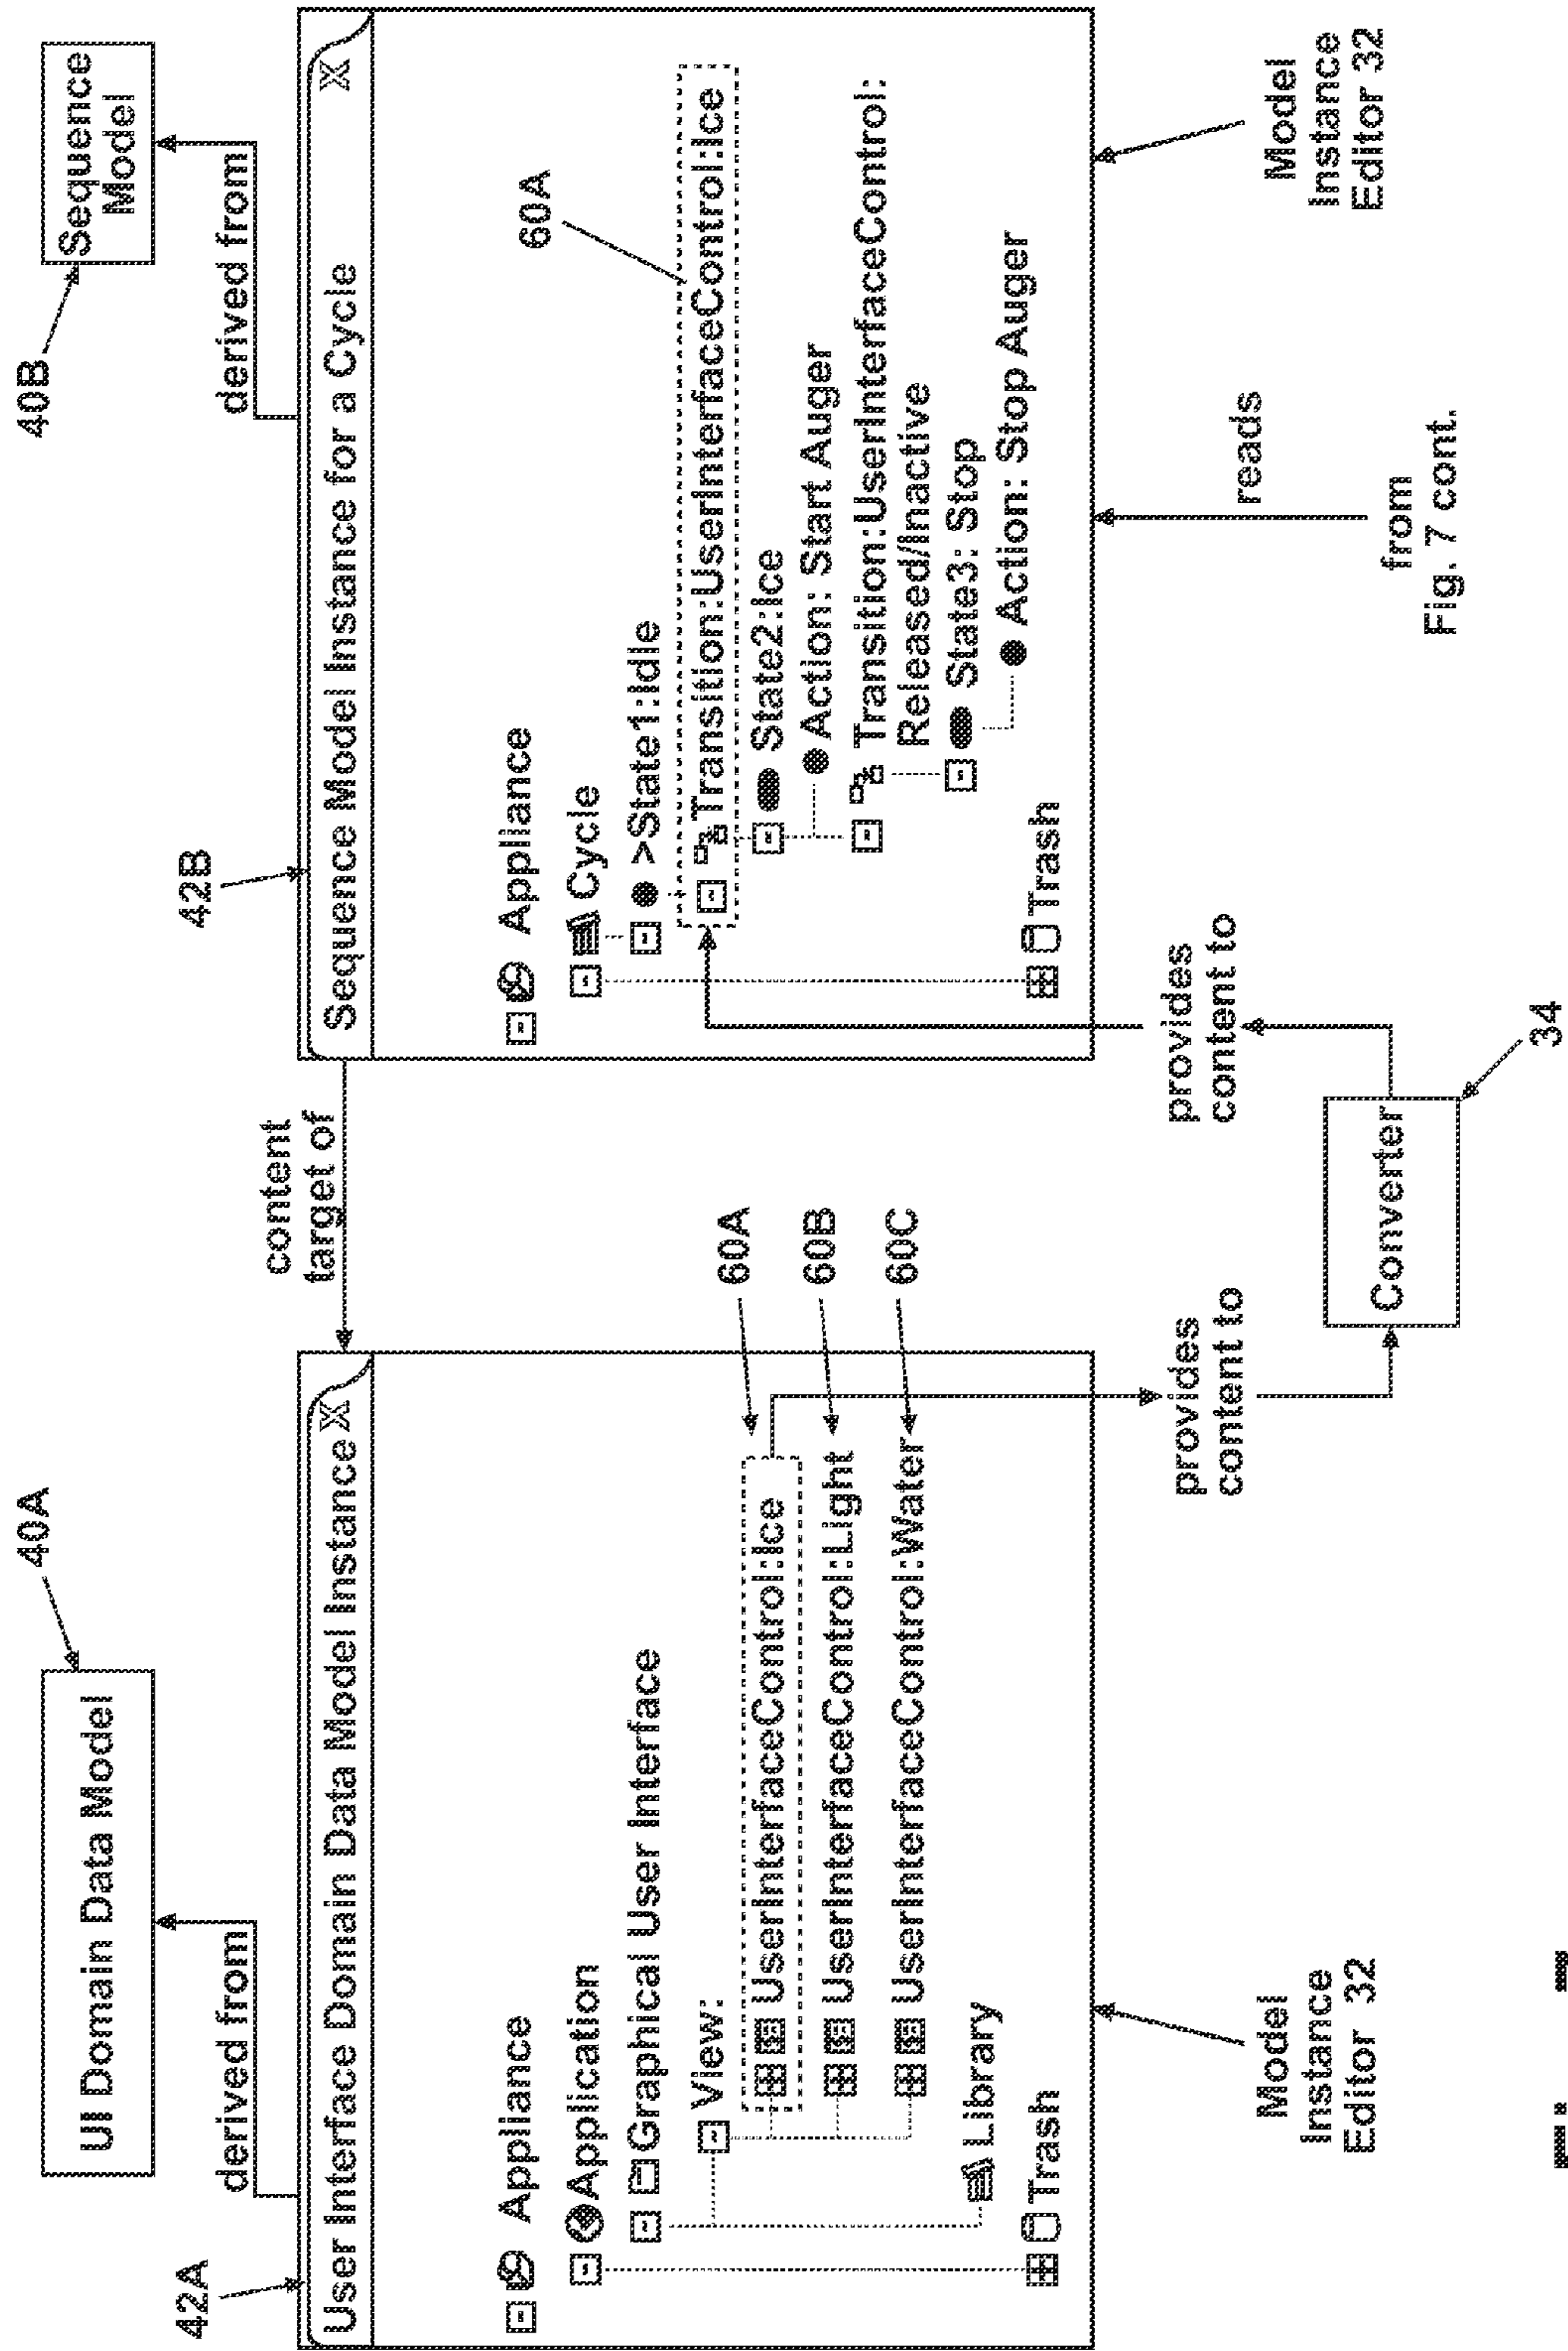 40A
UI Domain Data Model
derived from
42A
User Interface Domain Data Model Instance X
Appliance
Application
Graphical User Interface
View:
UserInterfaceControl:Ice
UserInterfaceControl:Light
UserInterfaceControl:Water
Library
Trash
60A
60B
60C
Model
Instance
Editor 32
content
target of
provides
content to
Converter
34
provides
content to
40B
Sequence
Model
derived from
42B
Sequence Model Instance for a Cycle X
Appliance
Cycle
>State1:Idle
60A
Transition:UserInterfaceControl:Ice
State2:Ice
Action: Start Auger
Transition:UserInterfaceControl:
Released/Inactive
State3: Stop
Action: Stop Auger
Trash
Model
Instance
Editor 32
reads
from
Fig. 7 cont.